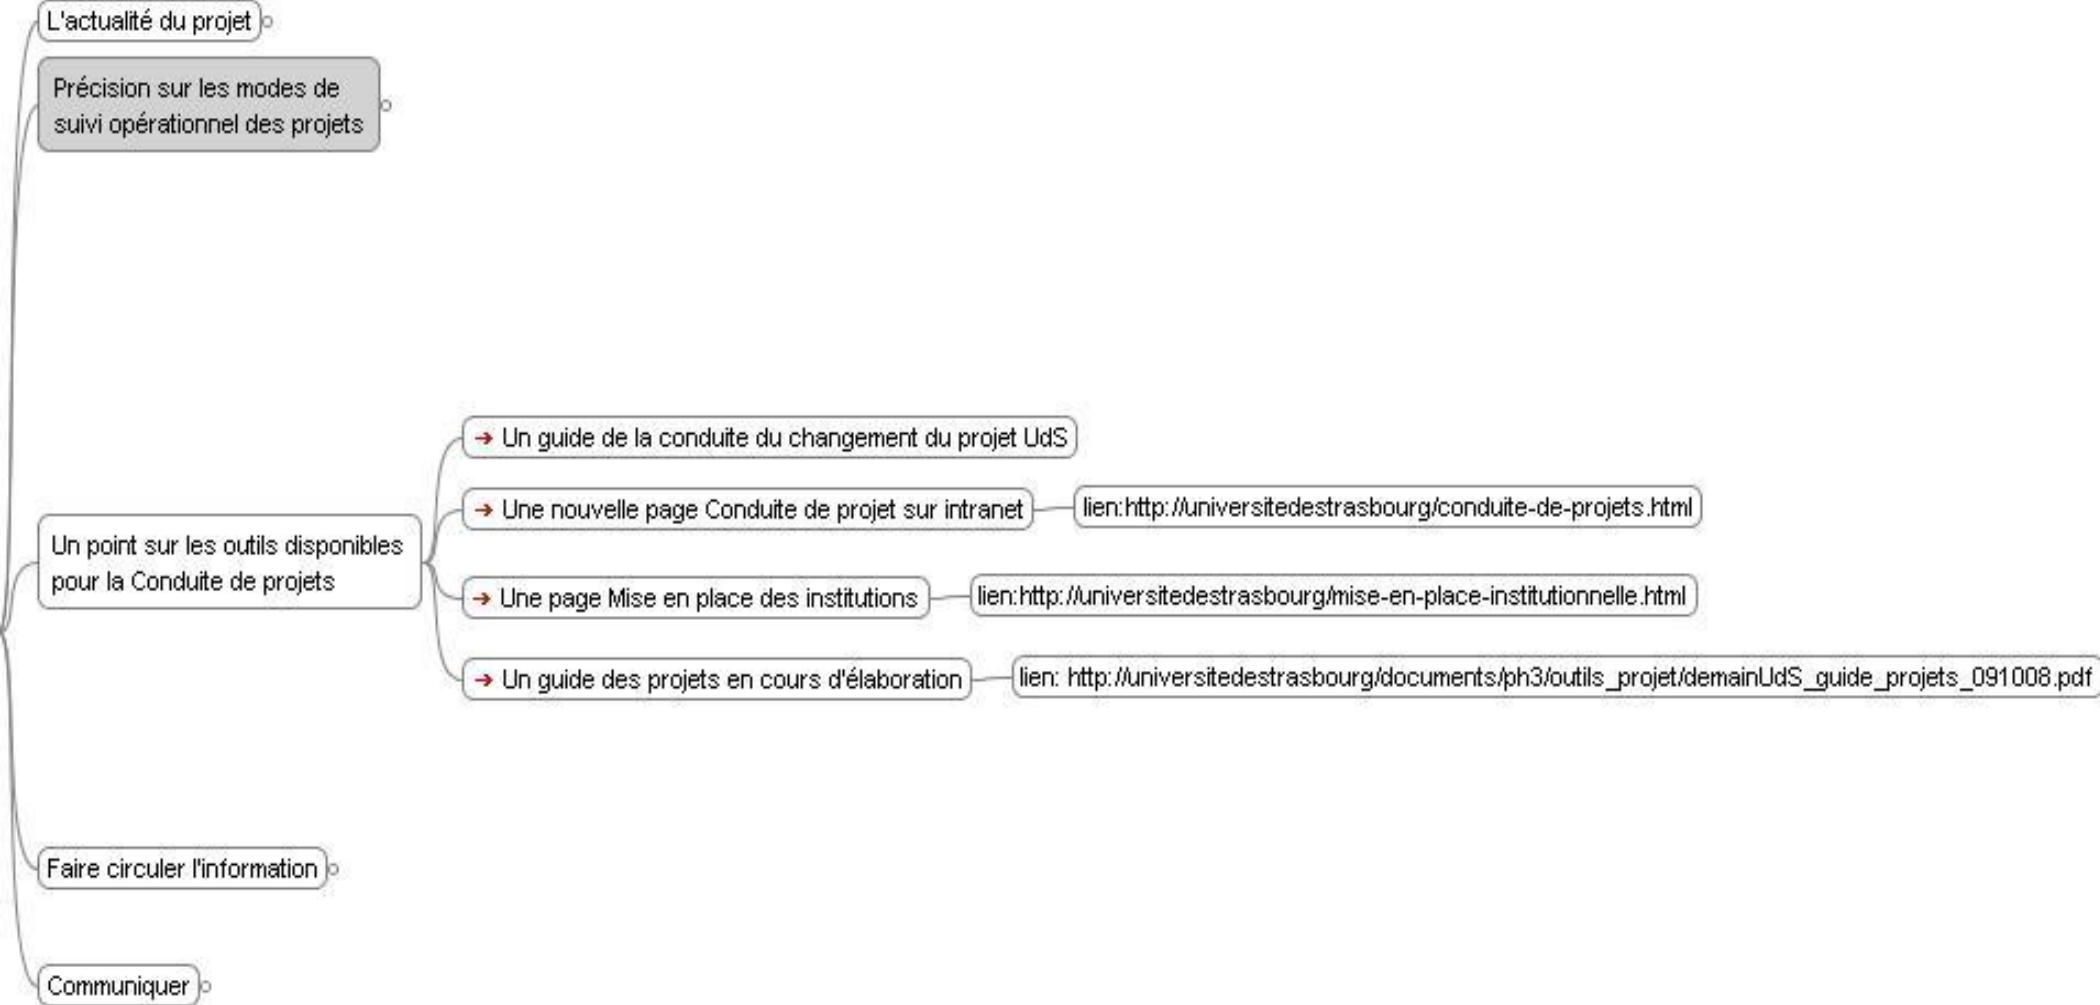 L'actualité du projet
Précision sur les modes de
suivi opérationnel des projets
Un point sur les outils disponibles
pour la Conduite de projets
Un guide de la conduite du changement du projet UdS
Une nouvelle page Conduite de projet sur intranet
lien:http://universitedestrasbourg/conduite-de-projets.html
Une page Mise en place des institutions
lien:http://universitedestrasbourg/mise-en-place-institutionnelle.html
Un guide des projets en cours d'élaboration
lien: http://universitedestrasbourg/documents/ph3/outils_projet/demainUdS_guide_projets_091008.pdf
Faire circuler l'information
Communiquer